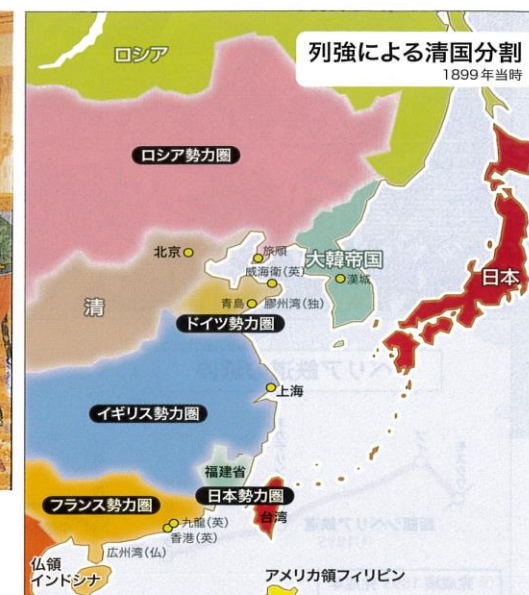 列強による清国分割
1899年当時
ロシア
ロシア勢力圏
北京
旅順
大韓帝国
威海衛(英)
漢城
日本
清
青島
膠州湾(独)
ドイツ勢力圏
上海
イギリス勢力圏
福建省
日本勢力圏
フランス勢力圏
台湾
九龍(英)
香港(英)
広州湾(仏)
仏領
インドシナ
アメリカ領フィリピン